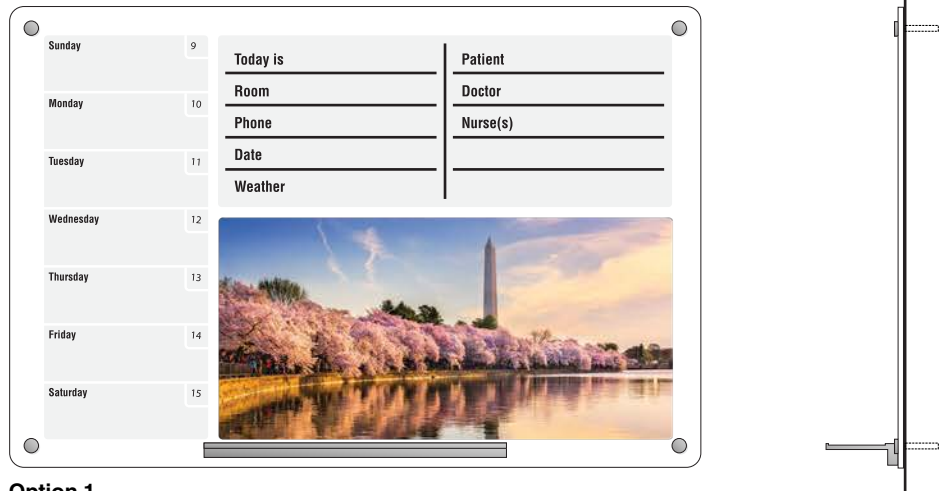 Sunday 9
Monday 10
Tuesday 11
Wednesday 12
Thursday 13
Friday 14
Saturday 15
Today is
Room
Phone
Date
Weather
Patient
Doctor
Nurse(s)
Option 1